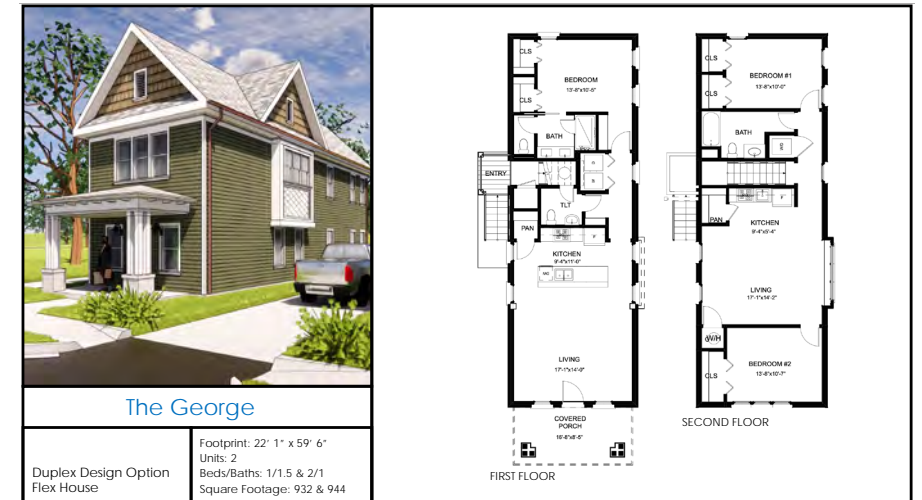 The George
Duplex Design Option
Flex House
Footprint: 22' 1" x 59' 6"
Units: 2
Beds/Baths: 1/1.5 & 2/1
Square Footage: 932 & 944
CLS
BEDROOM
13'-8"x10'-5"
CLS
BATH
ENTRY
TLT
PAN
KITCHEN
9'-4"x11'-0"
LIVING
17'-1"x14'-0"
COVERED
PORCH
16'-8"x8'-5"
FIRST FLOOR
CLS
BEDROOM #1
13'-8"x10'-0"
CLS
BATH
PAN
KITCHEN
9'-4"x5'-4"
LIVING
17'-1"x14'-2"
W/H
BEDROOM #2
13'-8"x10'-7"
CLS
SECOND FLOOR